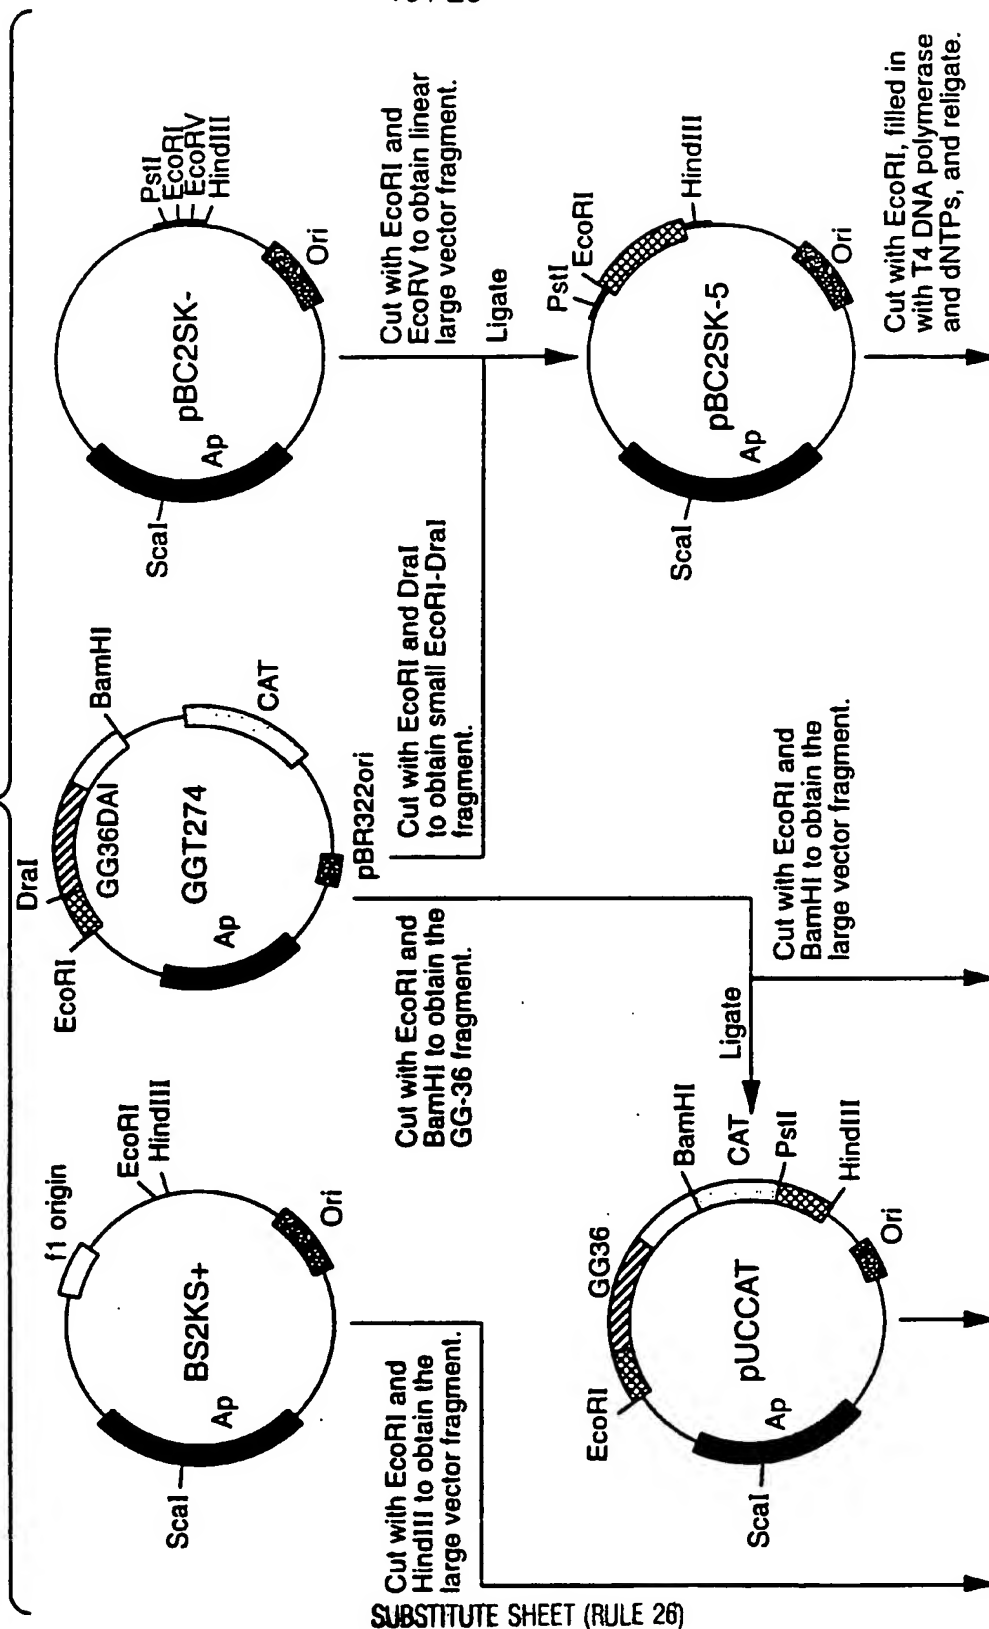 f1 origin
EcoRI
HindIII
BS2KS+
ScaI
Ap
Ori
Cut with EcoRI and
HindIII to obtain the
large vector fragment.
DraI
EcoRI
GG36DAI
BamHI
GGT274
Ap
CAT
pBR322ori
Cut with EcoRI and
BamHI to obtain the
GG-36 fragment.
Cut with EcoRI and DraI
to obtain small EcoRI-DraI
fragment.
PstI
EcoRI
EcoRV
HindIII
pBC2SK-
ScaI
Ap
Ori
Cut with EcoRI and
EcoRV to obtain linear
large vector fragment.
Ligate
GG36
BamHI
CAT
PstI
HindIII
EcoRI
pUCCAT
ScaI
Ap
Ori
Ligate
Cut with EcoRI and
BamHI to obtain the
large vector fragment.
PstI
EcoRI
HindIII
pBC2SK-5
ScaI
Ap
Ori
Cut with EcoRI, filled in
with T4 DNA polymerase
and dNTPs, and religate.
SUBSTITUTE SHEET (RULE 26)